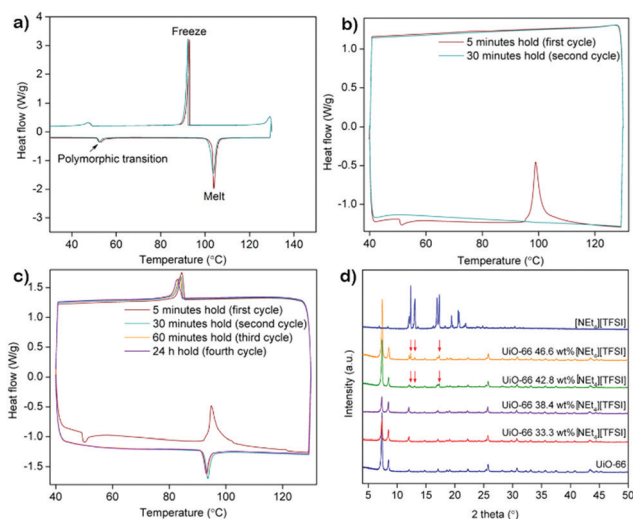 a)
Freeze
Polymorphic transition
Melt
Heat flow (W/g)
3
2
1
0
-1
-2
-3
40 60 80 100 120 140
Temperature (°C)
b)
5 minutes hold (first cycle)
30 minutes hold (second cycle)
Heat flow (W/g)
1.0
0.5
0.0
-0.5
-1.0
40 60 80 100 120
Temperature (°C)
c)
5 minutes hold (first cycle)
30 minutes hold (second cycle)
60 minutes hold (third cycle)
24 h hold (fourth cycle)
Heat flow (W/g)
1.5
1.0
0.5
0.0
-0.5
-1.0
-1.5
40 60 80 100 120
Temperature (°C)
d)
[NEt4][TFSI]
UiO-66 46.6 wt%[NEt4][TFSI]
UiO-66 42.8 wt%[NEt4][TFSI]
UiO-66 38.4 wt%[NEt4][TFSI]
UiO-66 33.3 wt%[NEt4][TFSI]
UiO-66
Intensity (a.u.)
5 10 15 20 25 30 35 40 45 50
2 theta (°)